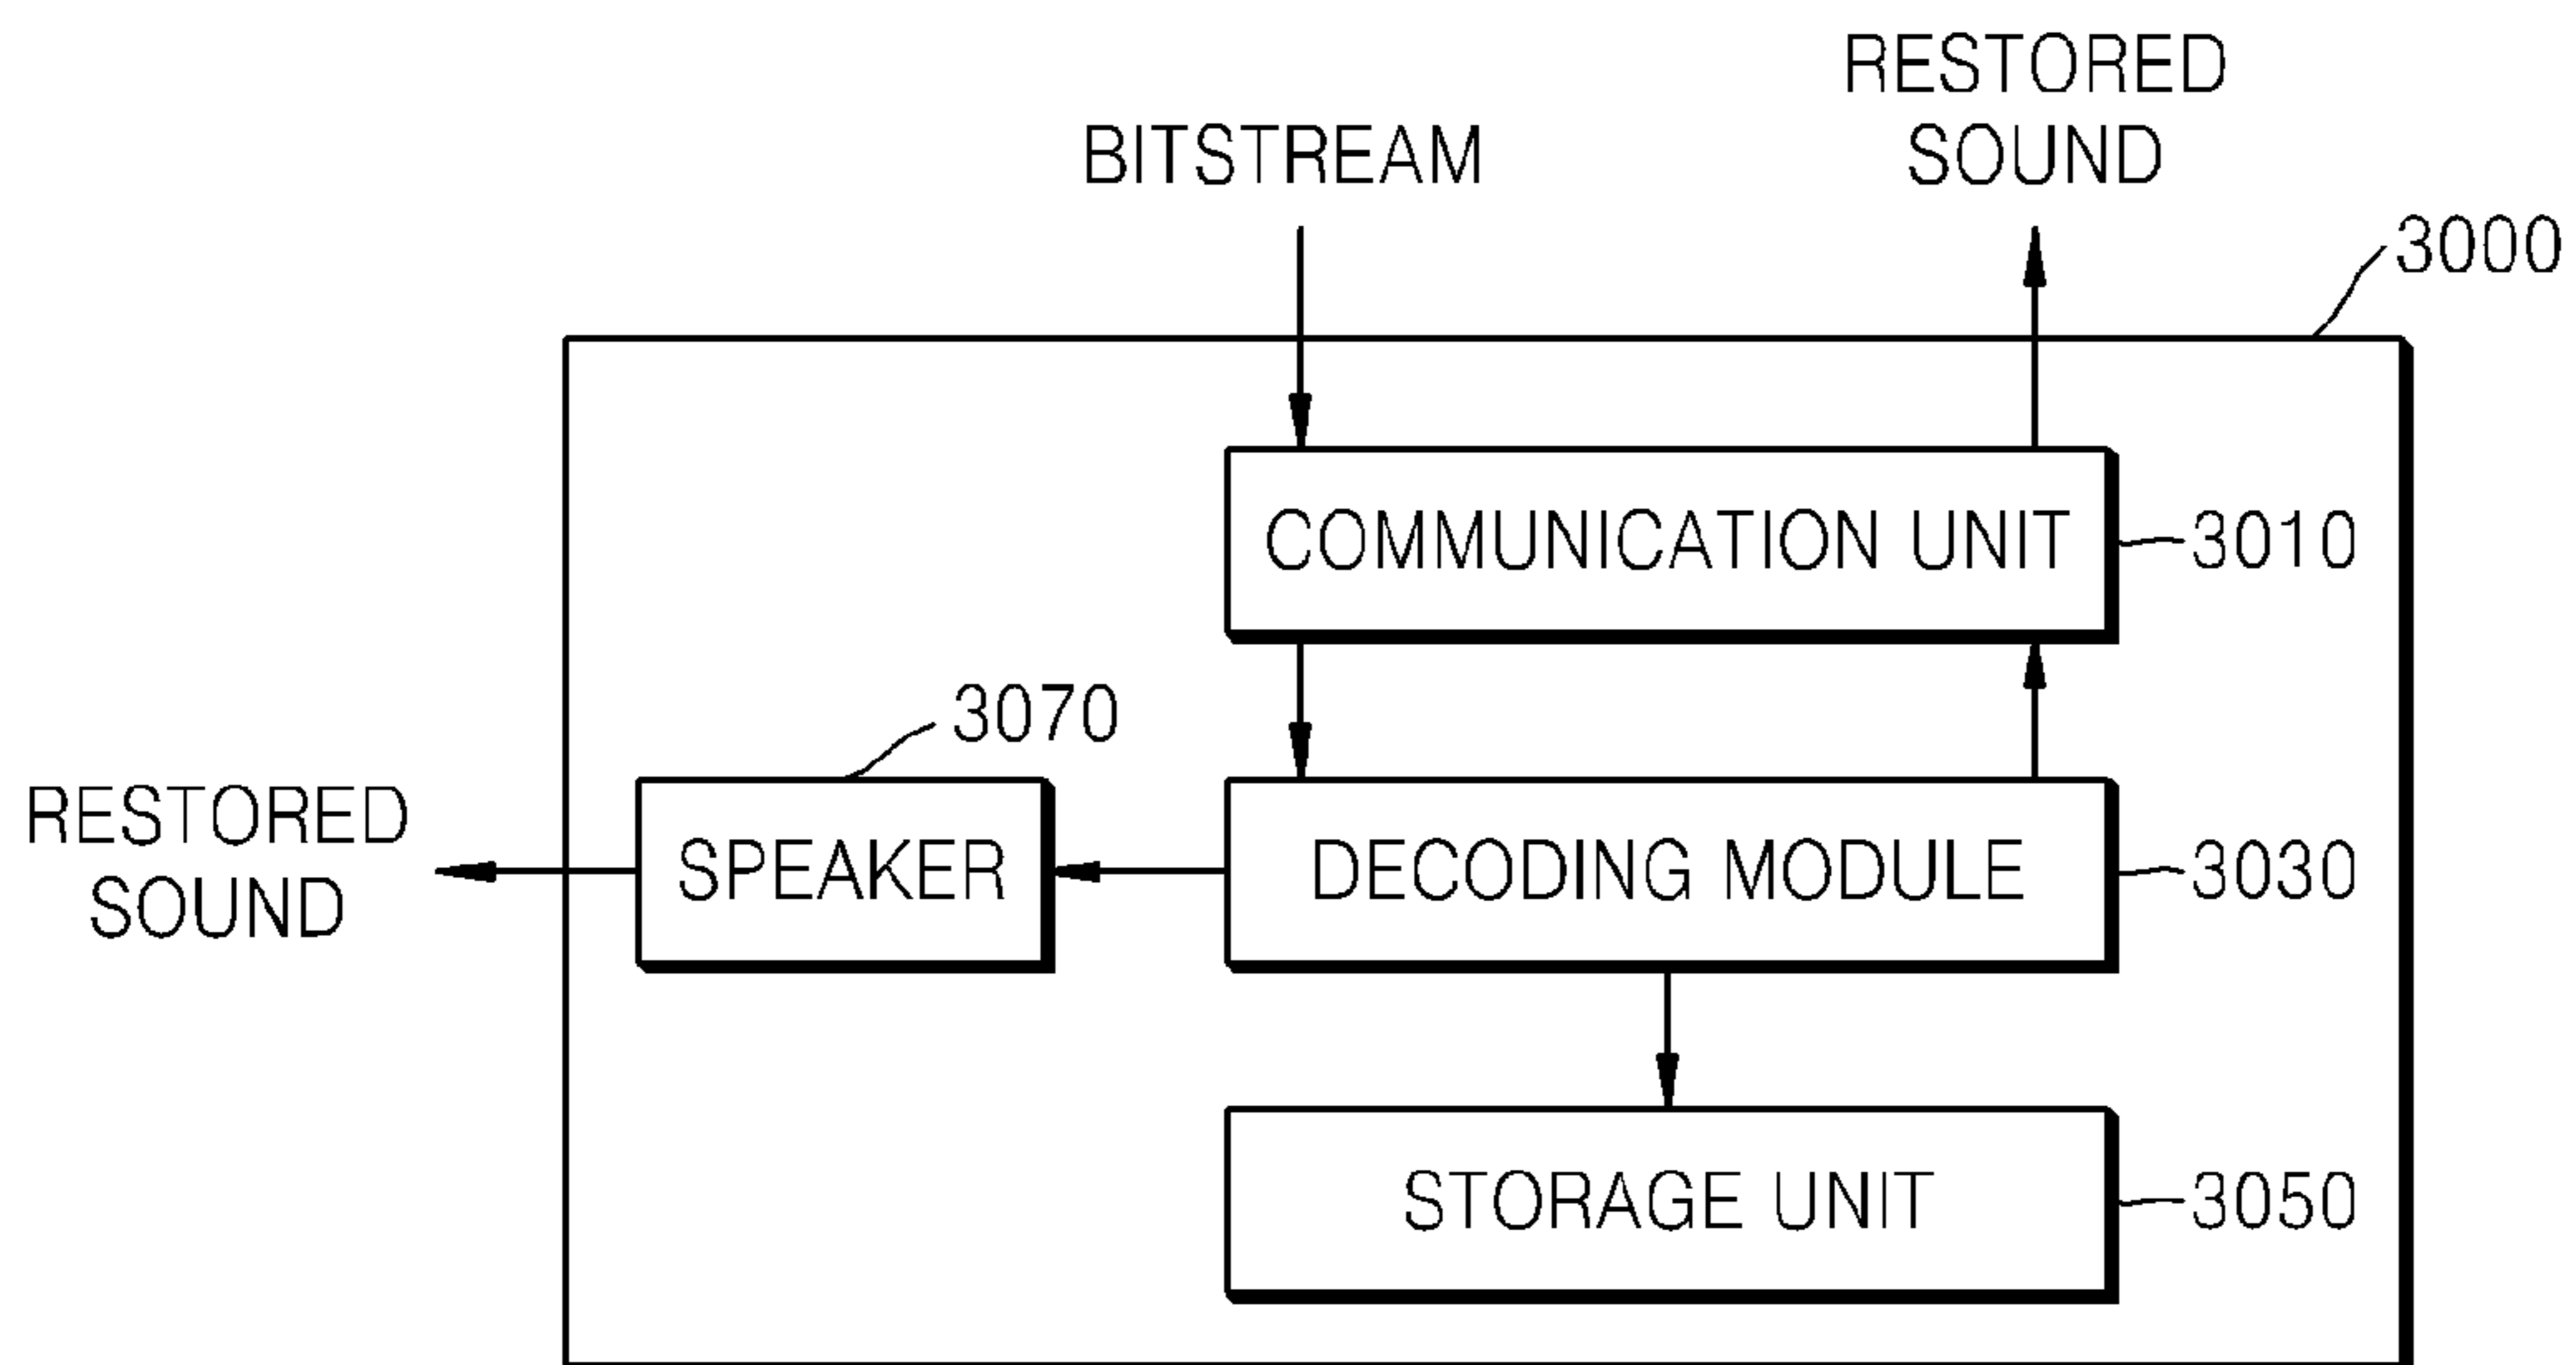 RESTORED
SOUND
BITSTREAM
3000
COMMUNICATION UNIT
3010
3070
RESTORED
SOUND
SPEAKER
DECODING MODULE
3030
STORAGE UNIT
3050